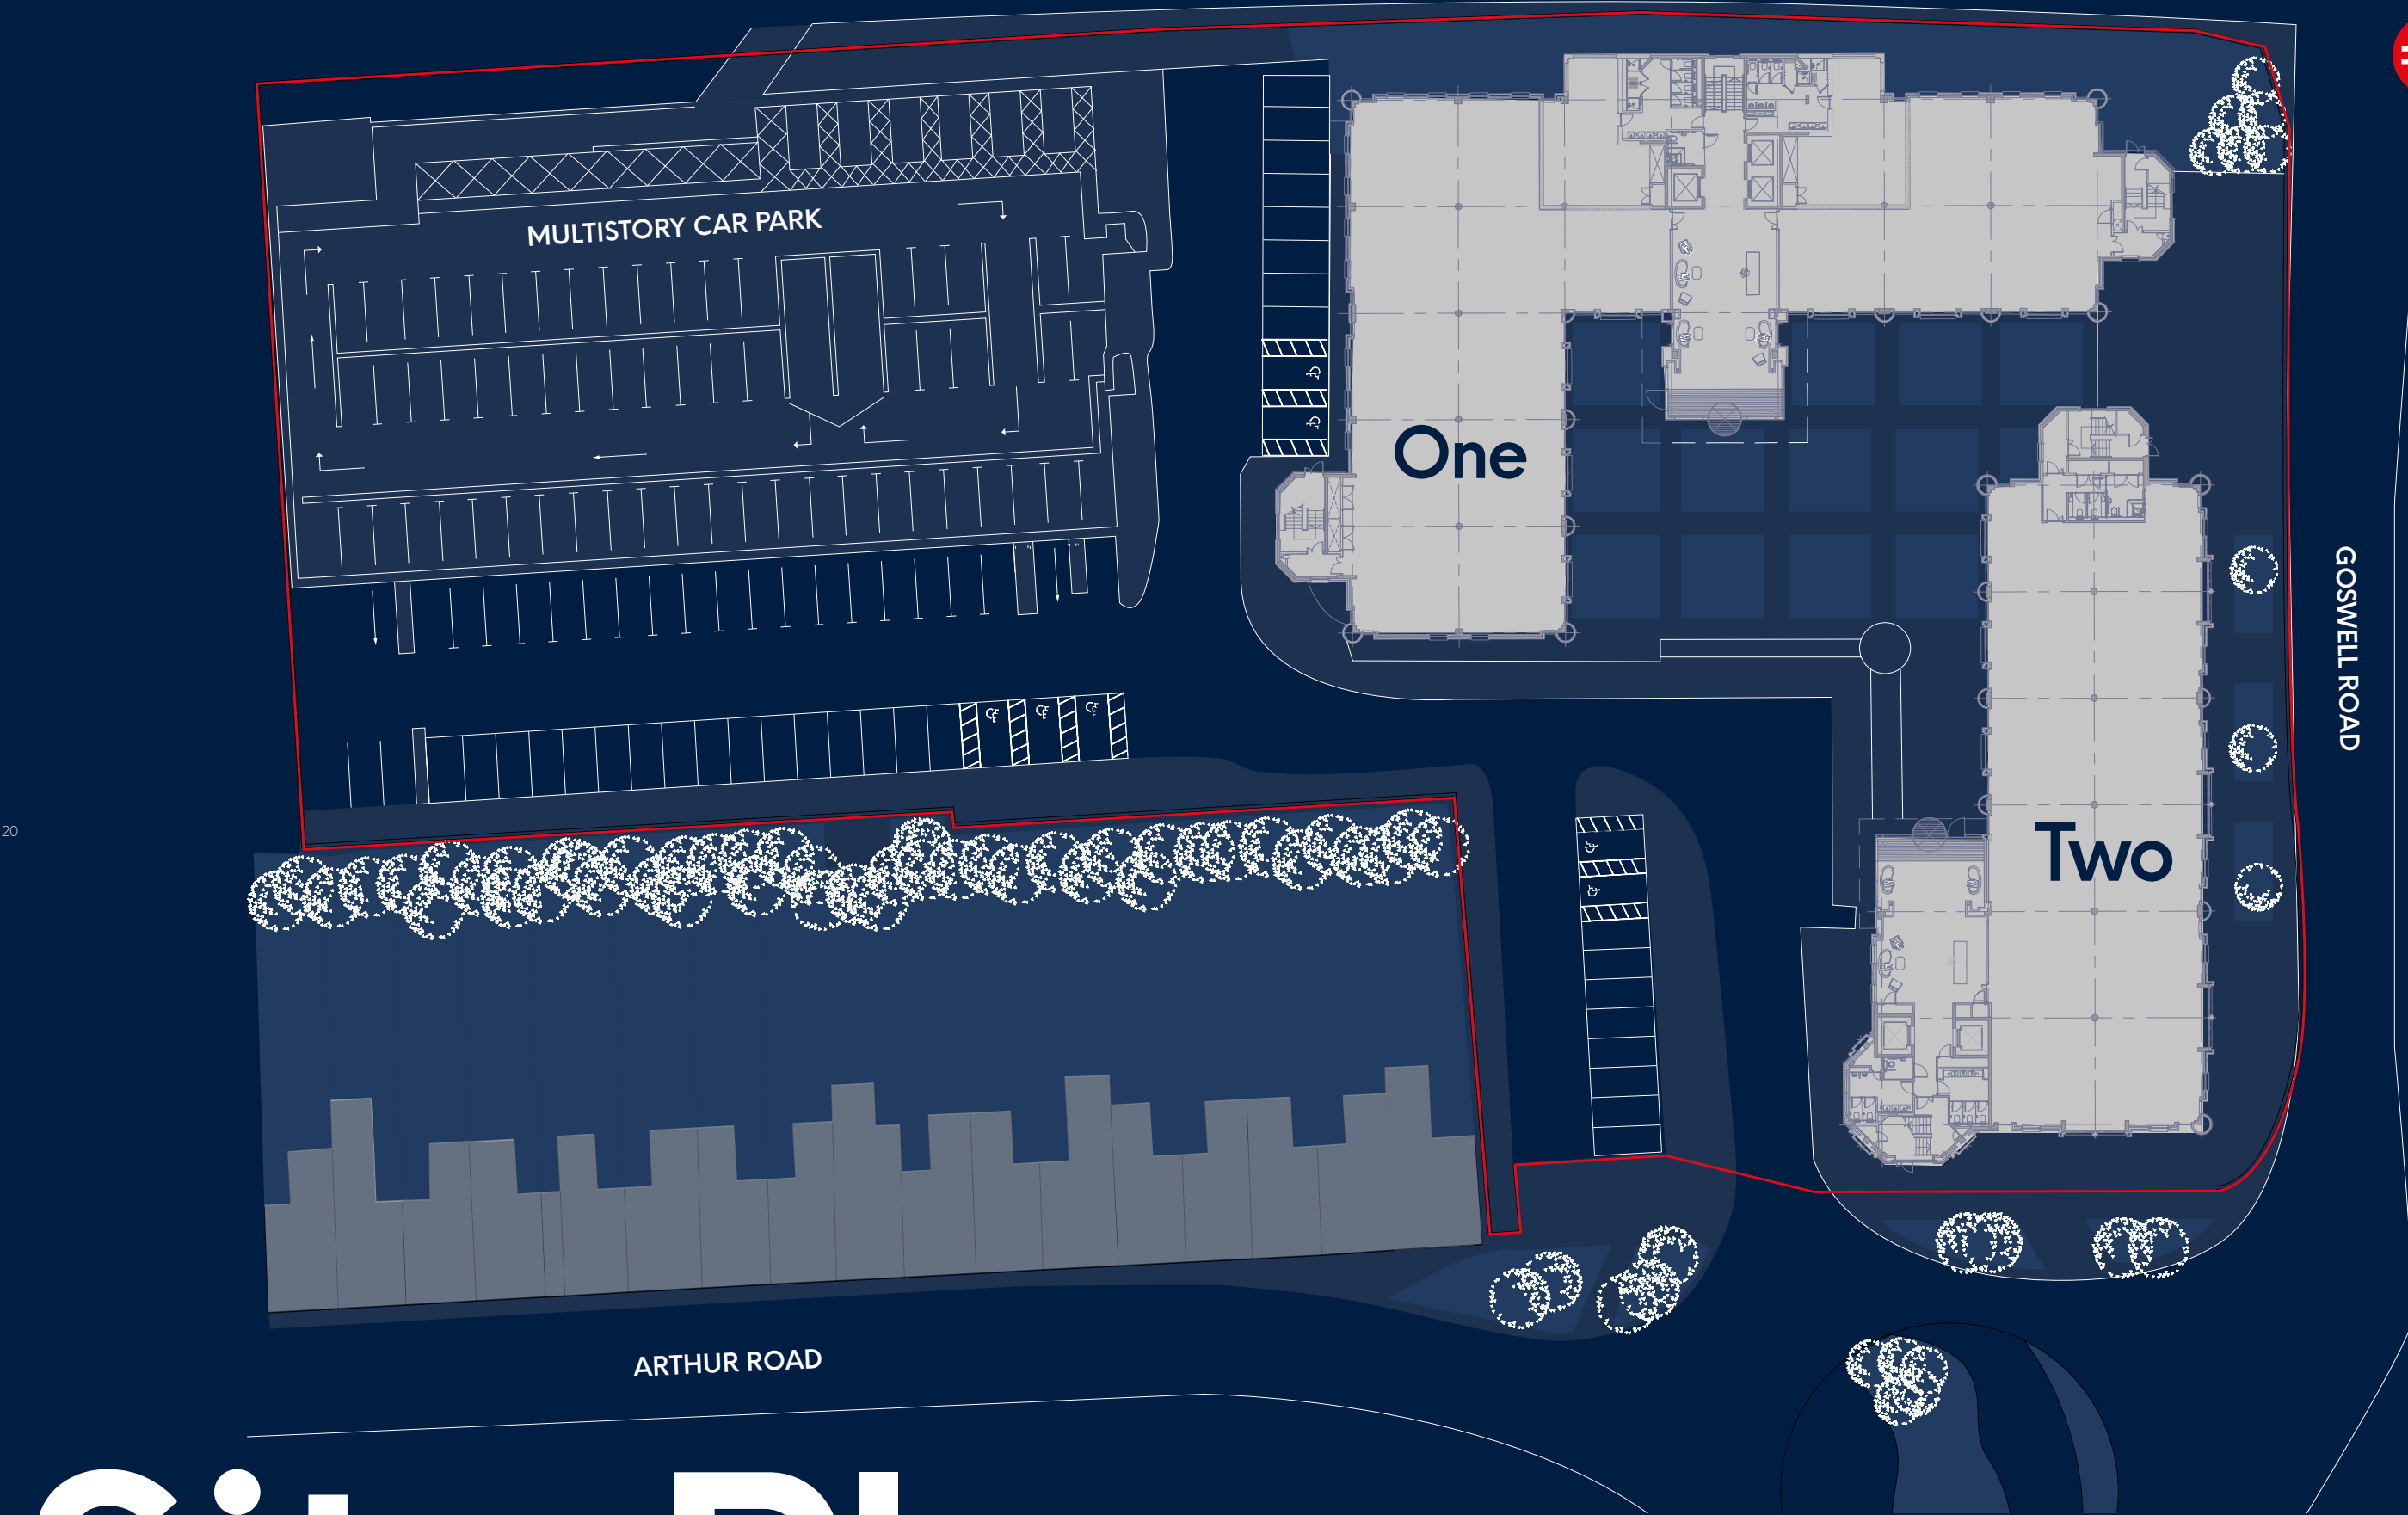 MULTISTORY CAR PARK
One
GOSWELL ROAD
20
Two
ARTHUR ROAD